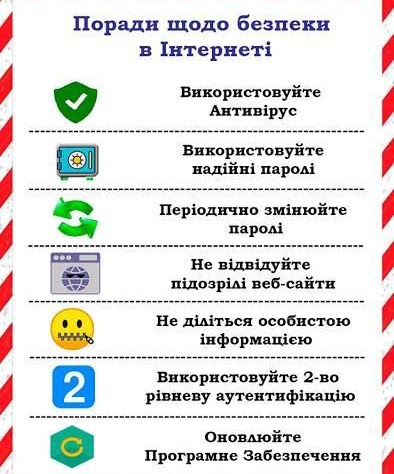 Поради щодо безпеки
в Інтернеті
Використовуйте
Антивірус
Використовуйте
надійні паролі
Періодично змінюйте
паролі
Не відвідуйте
підозрілі веб-сайти
Не діліться особистою
інформацією
2
Використовуйте 2-во
рівневу аутентифікацію
Оновлюйте
Програмне Забезпечення